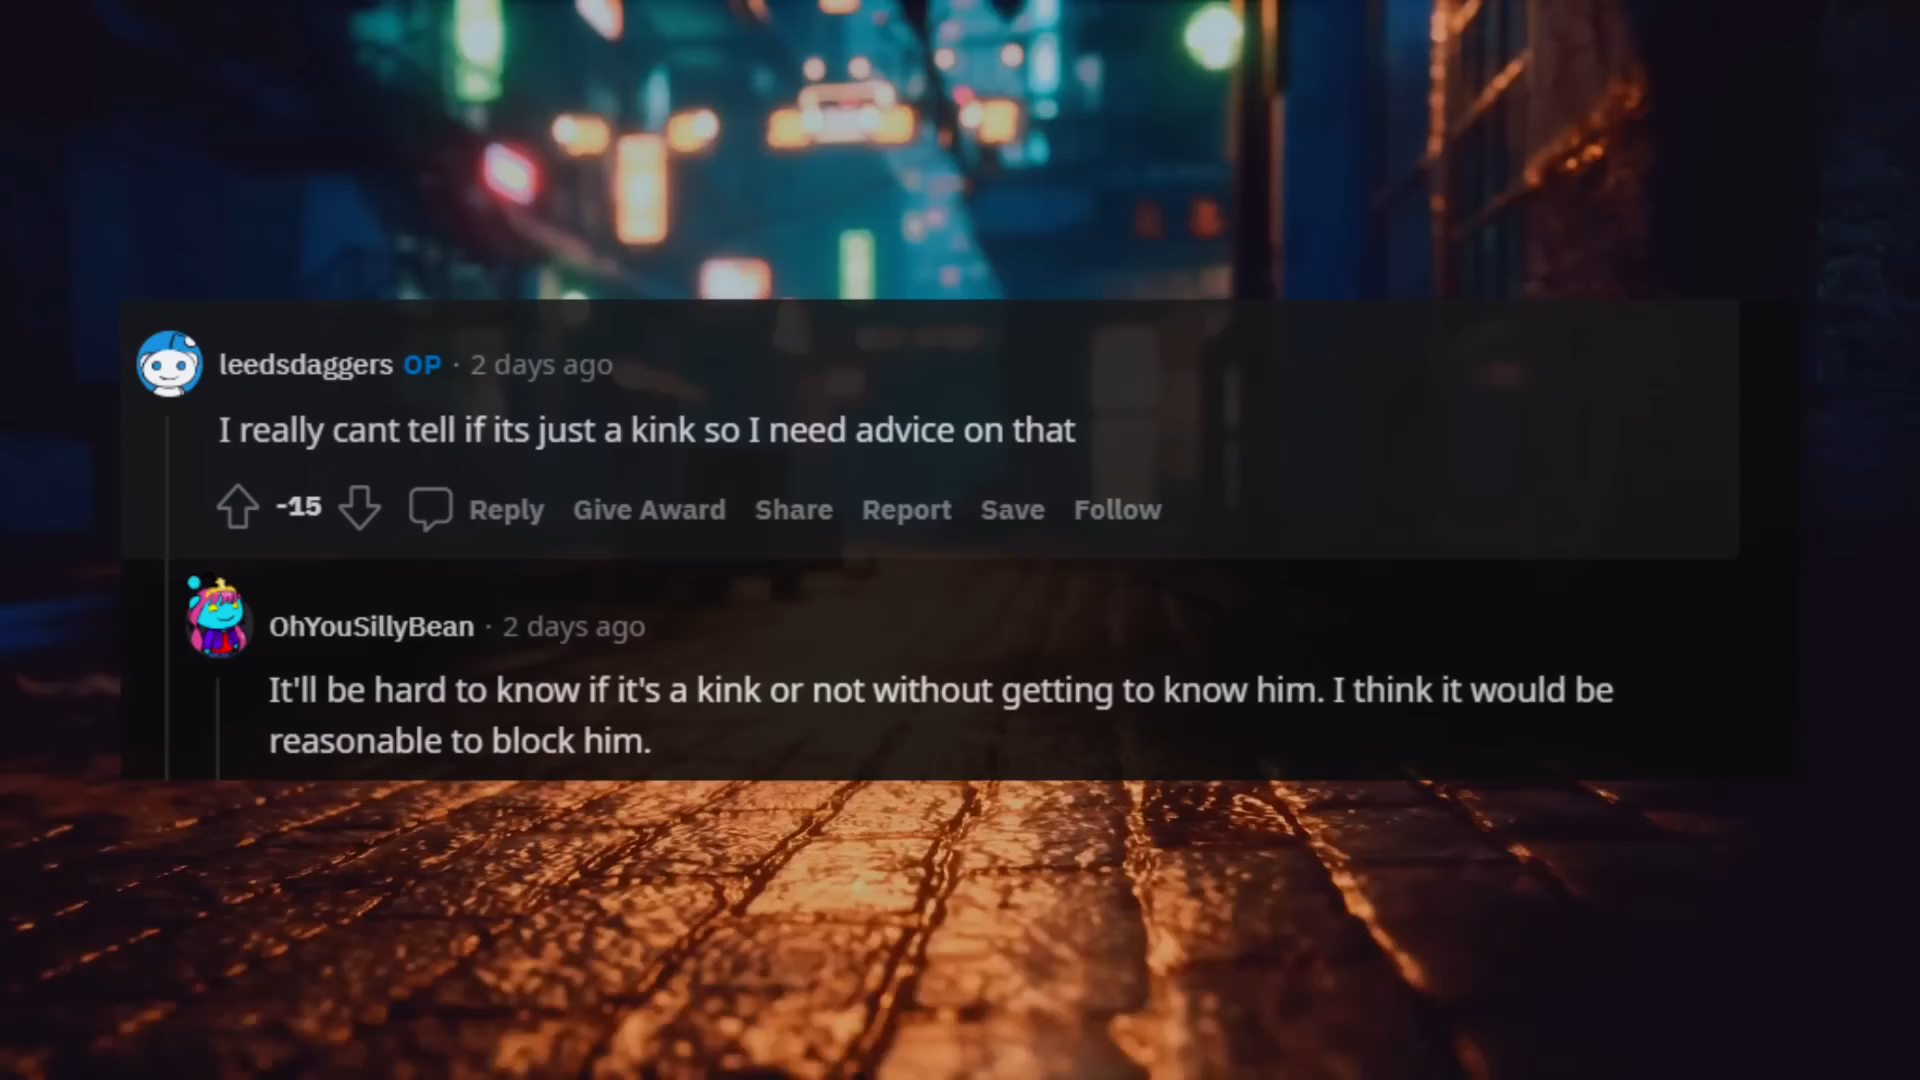 leedsdaggers OP · 2 days ago
I really cant tell if its just a kink so I need advice on that
-15 Reply Give Award Share Report Save Follow
OhYouSillyBean · 2 days ago
It'll be hard to know if it's a kink or not without getting to know him. I think it would be
reasonable to block him.